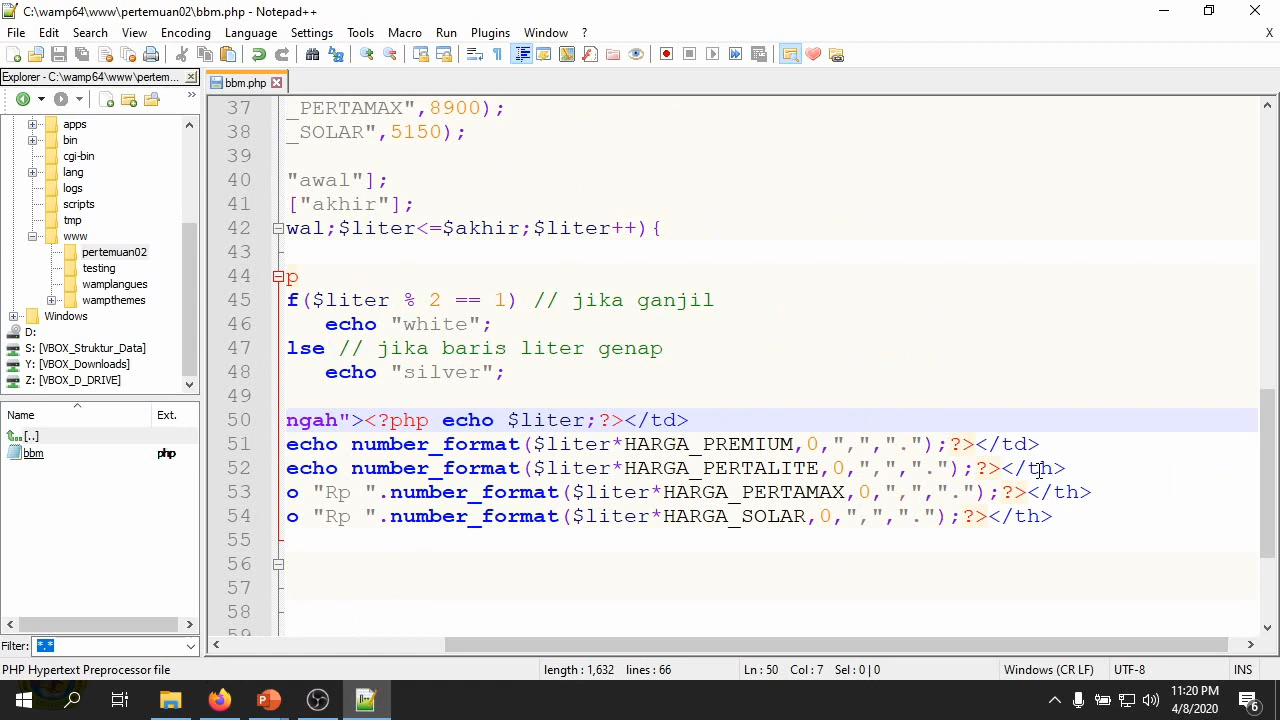 C:\wamp64\www\pertemuan02\bbm.php - Notepad++
File Edit Search View Encoding Language Settings Tools Macro Run Plugins Window ? X
Explorer - C:\wamp64\www\pertem...
bbm.php
apps
bin
cgi-bin
lang
logs
scripts
tmp
www
pertemuan02
testing
wamplangues
wampthemes
Windows
D:
S: [VBOX_Struktur_Data]
Y: [VBOX_Downloads]
Z: [VBOX_D_DRIVE]
Name Ext.
[..]
bbm php
Filter: *.*
37 _PERTAMAX",8900);
38 _SOLAR",5150);
39
40 "awal"];
41 ["akhir"];
42 wal;$liter<=$akhir;$liter++){
43
44 p
45 f($liter % 2 == 1) // jika ganjil
46 echo "white";
47 lse // jika baris liter genap
48 echo "silver";
49
50 ngah"><?php echo $liter;?></td>
51 echo number_format($liter*HARGA_PREMIUM,0,",",".");?></td>
52 echo number_format($liter*HARGA_PERTALITE,0,",",".");?></th>
53 o "Rp ".number_format($liter*HARGA_PERTAMAX,0,",",".");?></th>
54 o "Rp ".number_format($liter*HARGA_SOLAR,0,",",".");?></th>
55
56
57
58
59
PHP Hypertext Preprocessor file length : 1,632 lines : 66 Ln : 50 Col : 7 Sel : 0 | 0 Windows (CR LF) UTF-8 INS
11:20 PM
4/8/2020
6